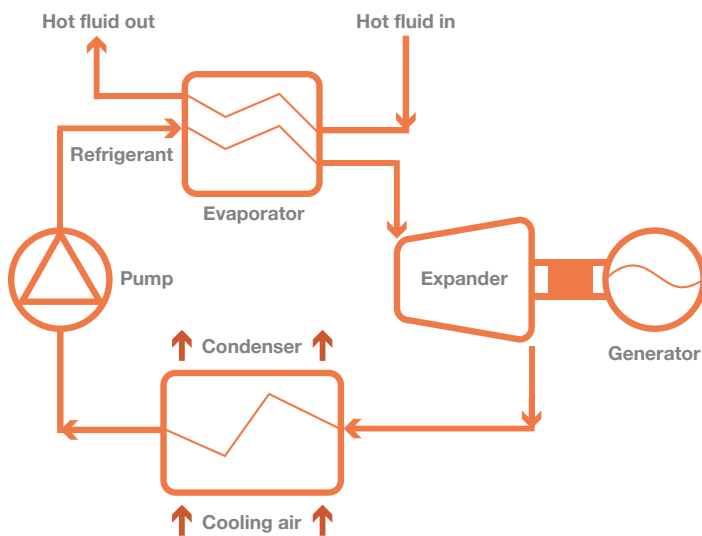 Hot fluid out
Hot fluid in
Refrigerant
Evaporator
Pump
Expander
Generator
Condenser
Cooling air